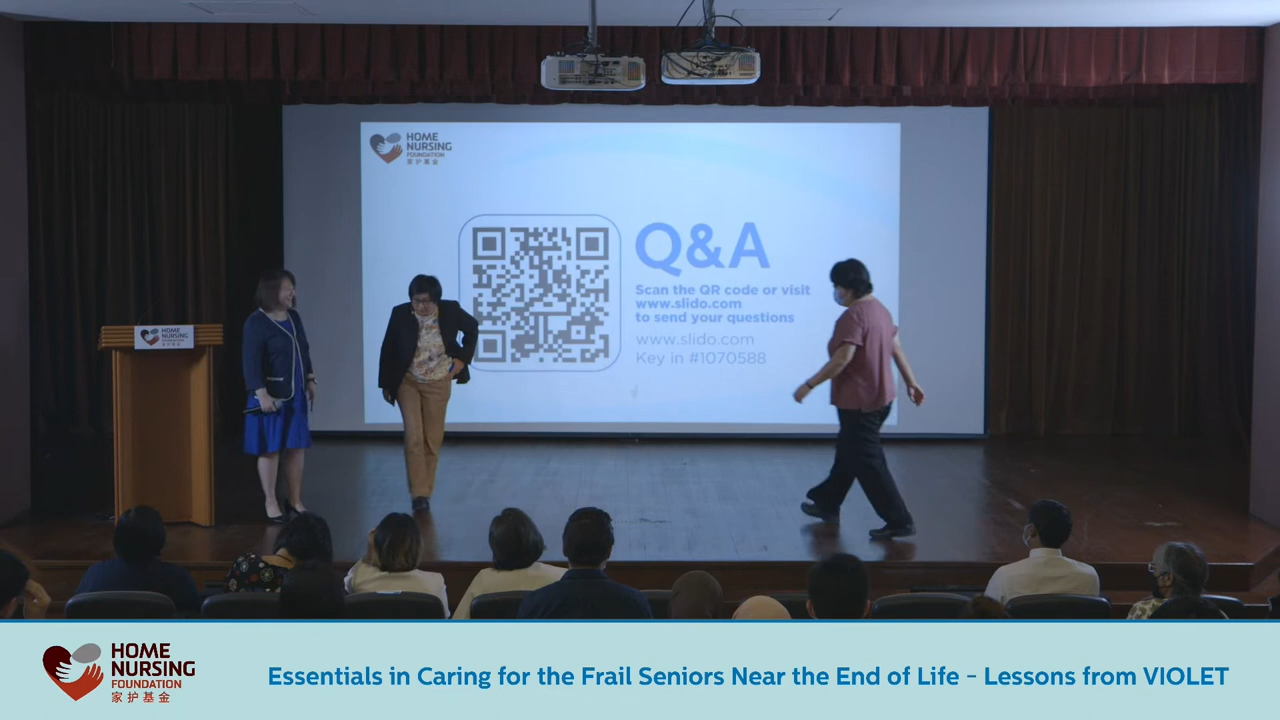 HOME
NURSING
FOUNDATION
家护基金
Q&A
Scan the QR code or visit
www.slido.com
to send your questions
www.slido.com
Key in #1070588
HOME
NURSING
FOUNDATION
HOME
NURSING
FOUNDATION
家护基金
Essentials in Caring for the Frail Seniors Near the End of Life - Lessons from VIOLET